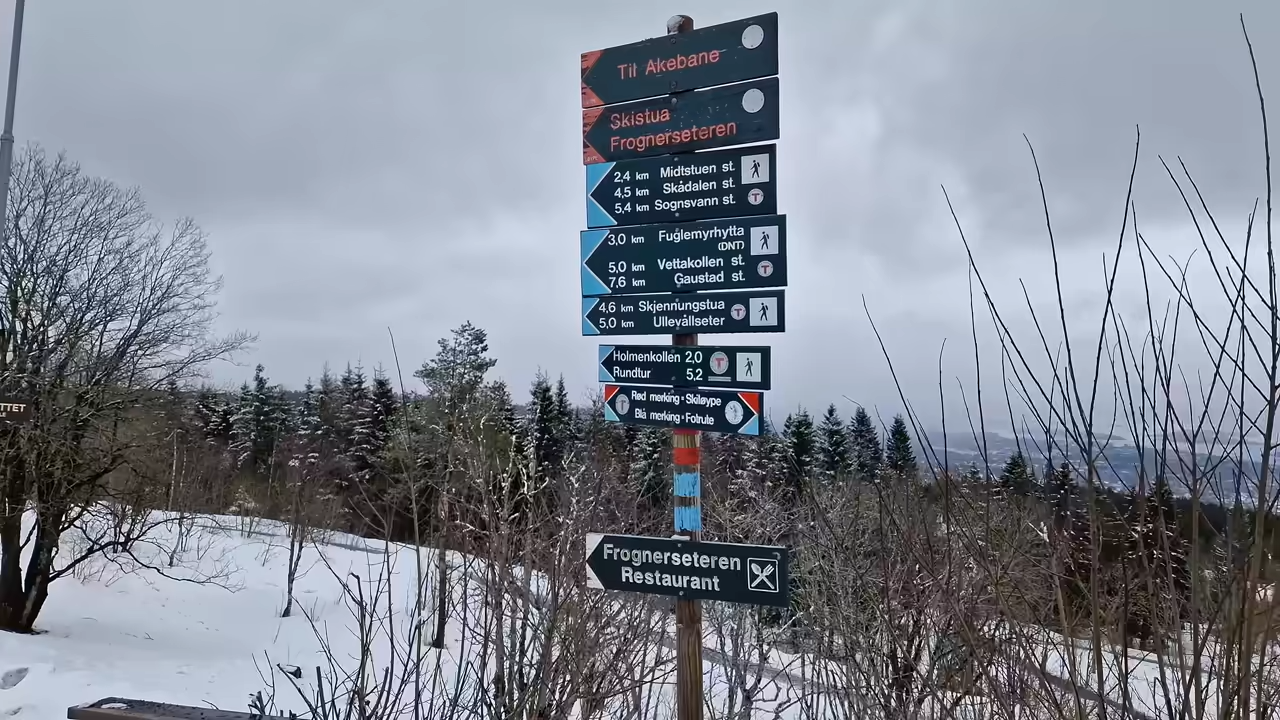 Til Akebane
Skistua
Frognerseteren
2,4 km Midtstuen st.
4,5 km Skådalen st.
5,4 km Sognsvann st.
3,0 km Fuglemyrhytta
(DNT)
5,0 km Vettakollen st.
7,6 km Gaustad st.
4,6 km Skjennungstua
5,0 km Ullevålseter
Holmenkollen 2,0
Rundtur 5,2
Rød merking = Skiløype
Blå merking = Fotrute
Frognerseteren
Restaurant
TTET